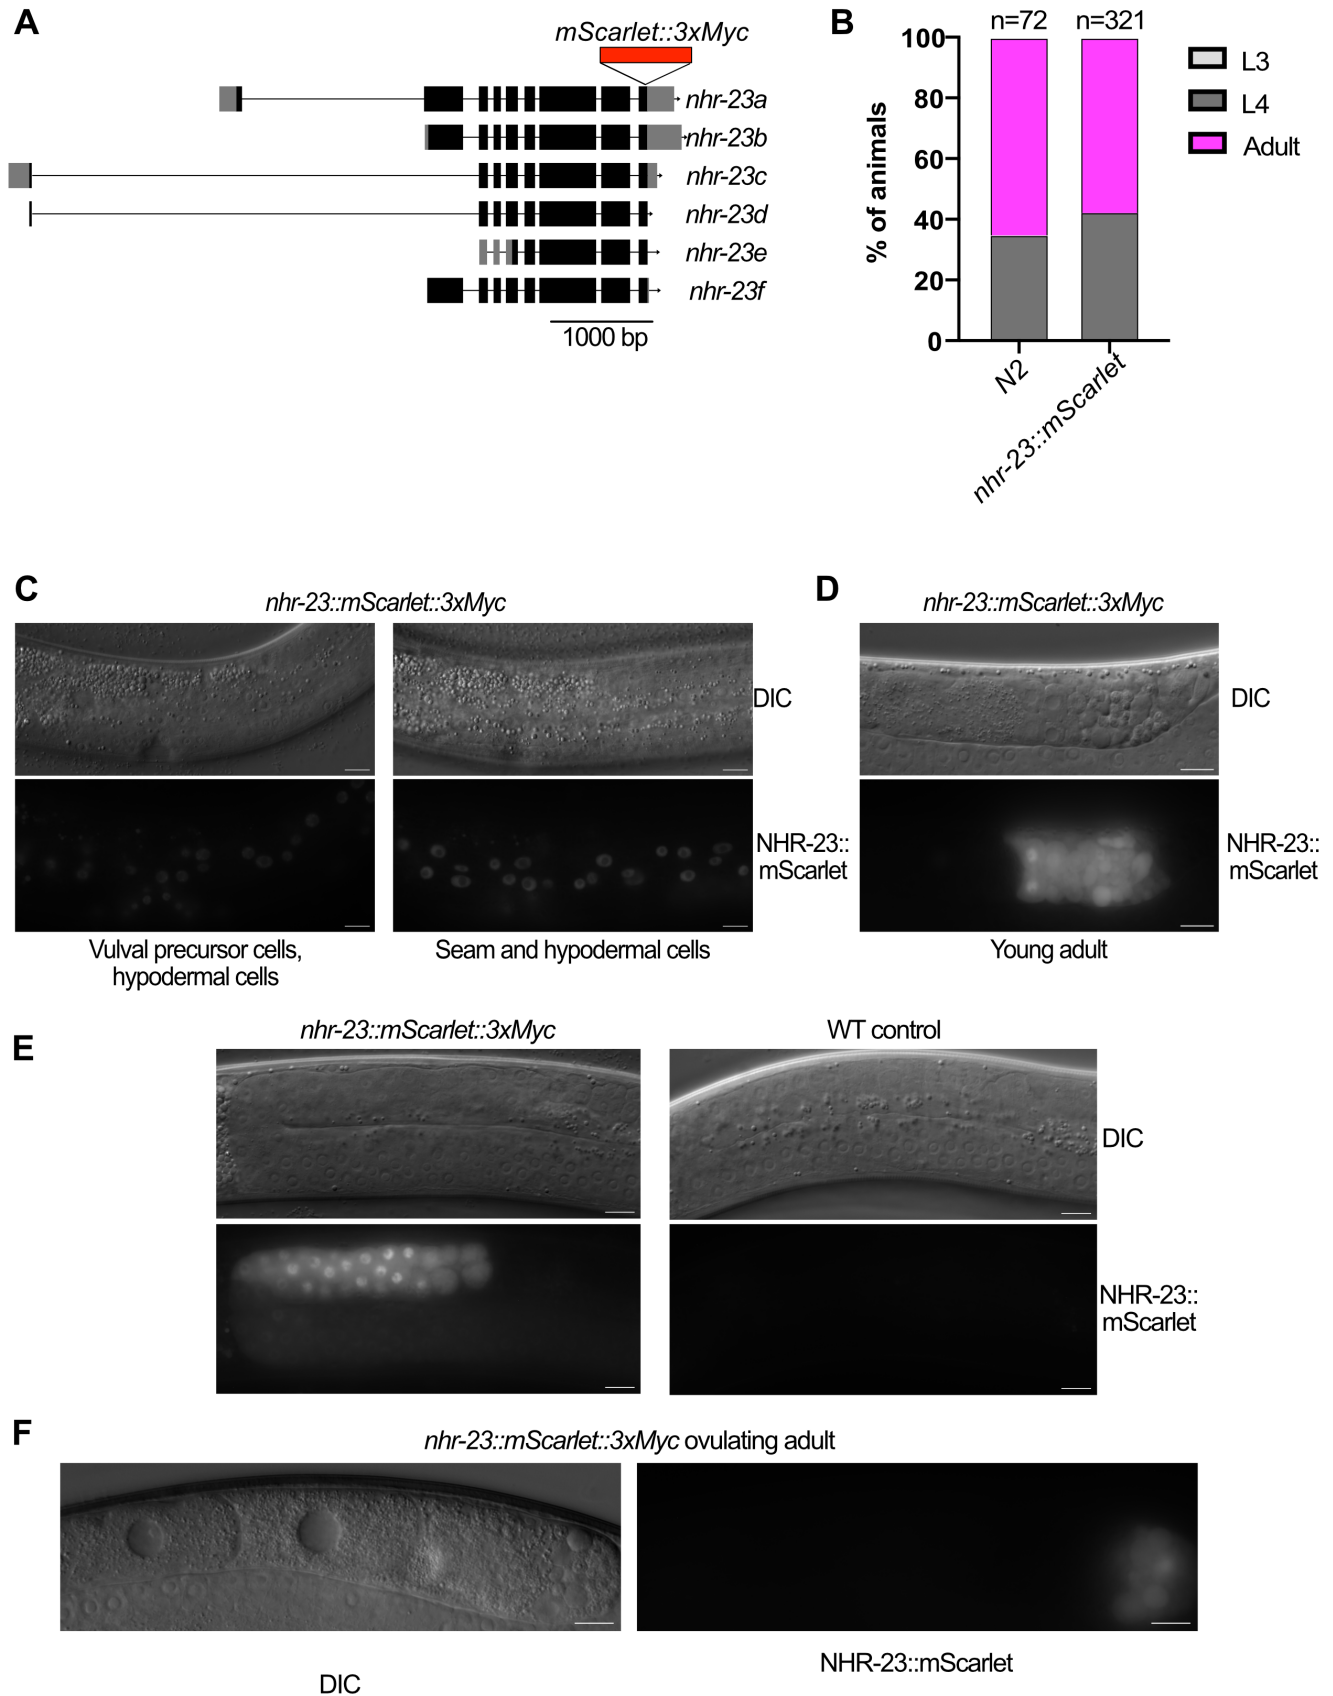 A
mScarlet::3xMyc
nhr-23a
nhr-23b
nhr-23c
nhr-23d
nhr-23e
nhr-23f
1000 bp
B
n=72 n=321
100
80
60
40
20
0
% of animals
N2
nhr-23::mScarlet
L3
L4
Adult
C
nhr-23::mScarlet::3xMyc
DIC
NHR-23::
mScarlet
Vulval precursor cells,
hypodermal cells
Seam and hypodermal cells
D
nhr-23::mScarlet::3xMyc
DIC
NHR-23::
mScarlet
Young adult
E
nhr-23::mScarlet::3xMyc
WT control
DIC
NHR-23::
mScarlet
F
nhr-23::mScarlet::3xMyc ovulating adult
DIC
NHR-23::mScarlet